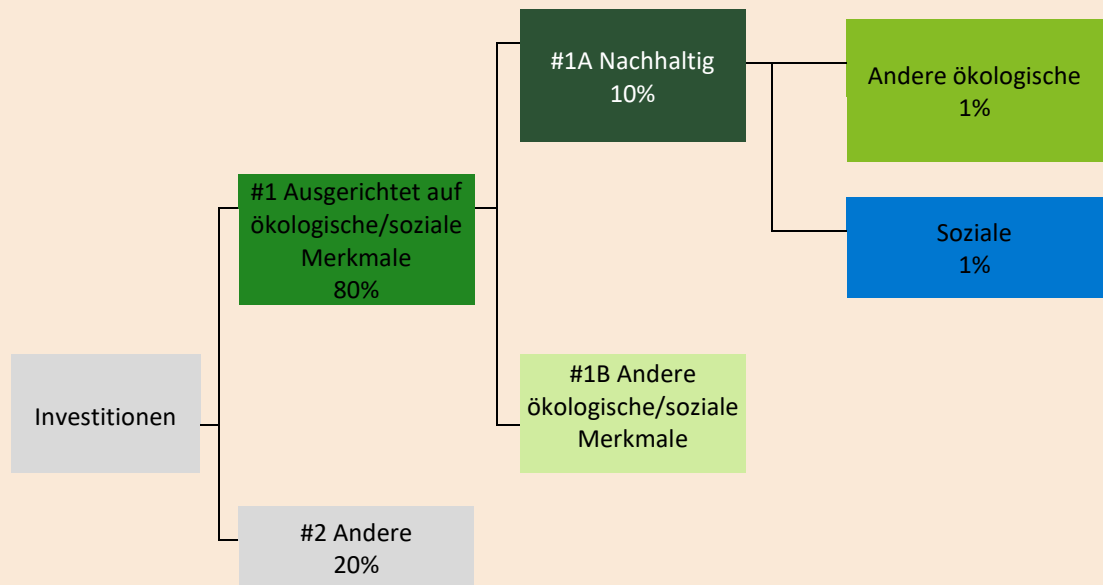 #1A Nachhaltig
10%
Andere ökologische
1%
#1 Ausgerichtet auf
ökologische/soziale
Merkmale
80%
Soziale
1%
Investitionen
#1B Andere
ökologische/soziale
Merkmale
#2 Andere
20%